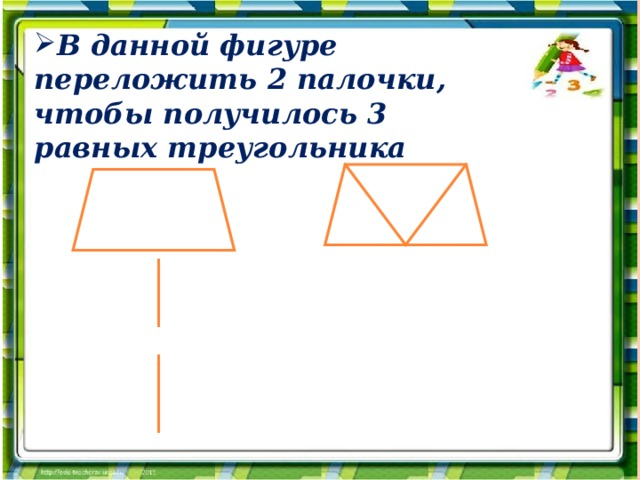 В данной фигуре
переложить 2 палочки,
чтобы получилось 3
равных треугольника